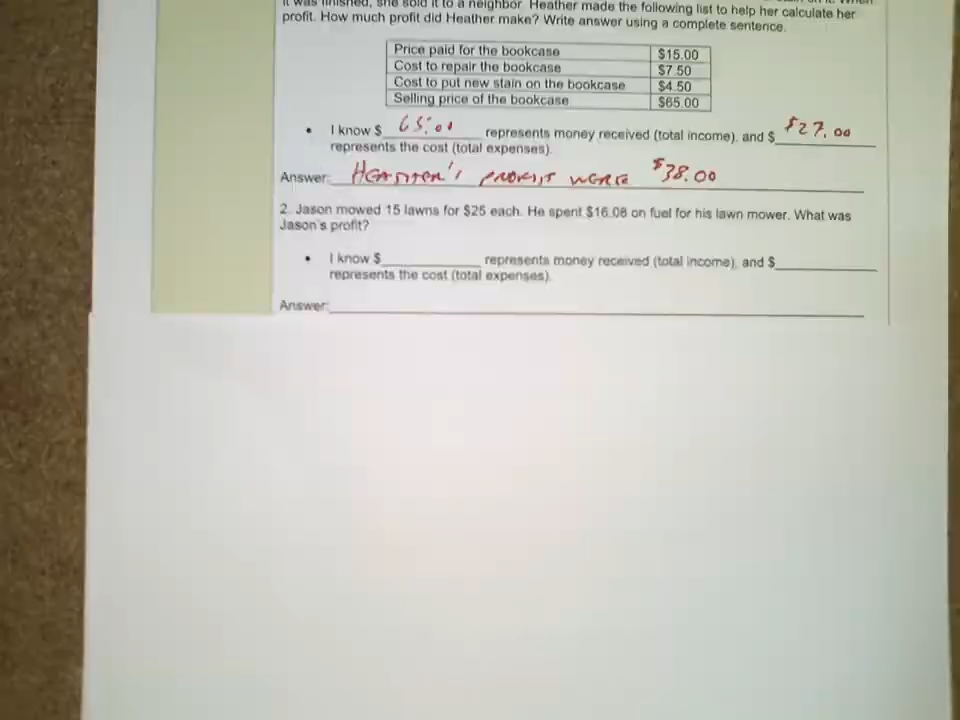 it was finished, she sold it to a neighbor. Heather made the following list to help her calculate her
profit. How much profit did Heather make? Write answer using a complete sentence.
Price paid for the bookcase $15.00
Cost to repair the bookcase $7.50
Cost to put new stain on the bookcase $4.50
Selling price of the bookcase $65.00
• I know $ 65.00 represents money received (total income), and $ $27.00
represents the cost (total expenses).
Answer: HEATHER'S PROFITS WERE $38.00
2. Jason mowed 15 lawns for $25 each. He spent $16.08 on fuel for his lawn mower. What was
Jason's profit?
• I know $ represents money received (total income), and $
represents the cost (total expenses).
Answer: